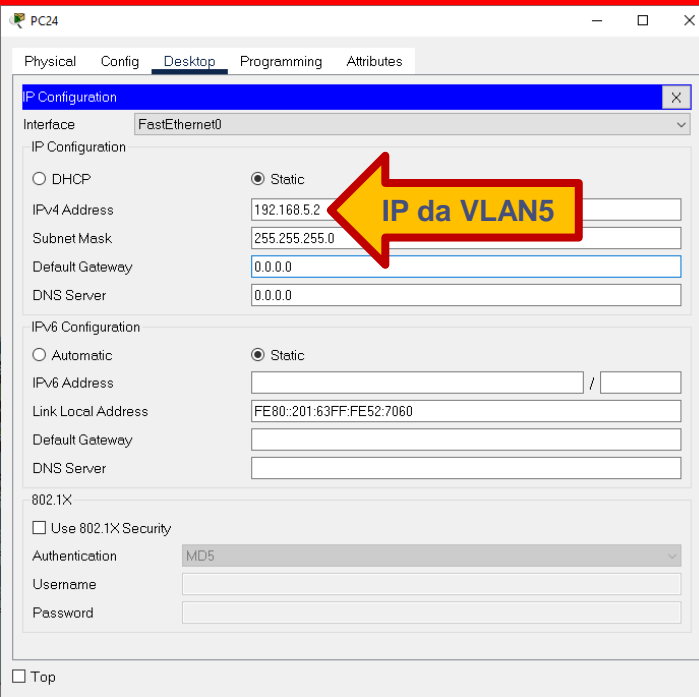 PC24
Physical Config Desktop Programming Attributes
IP Configuration X
Interface FastEthernet0
IP Configuration
DHCP Static
IPv4 Address 192.168.5.2
IP da VLAN5
Subnet Mask 255.255.255.0
Default Gateway 0.0.0.0
DNS Server 0.0.0.0
IPv6 Configuration
Automatic Static
IPv6 Address /
Link Local Address FE80::201:63FF:FE52:7060
Default Gateway
DNS Server
802.1X
Use 802.1X Security
Authentication MD5
Username
Password
Top